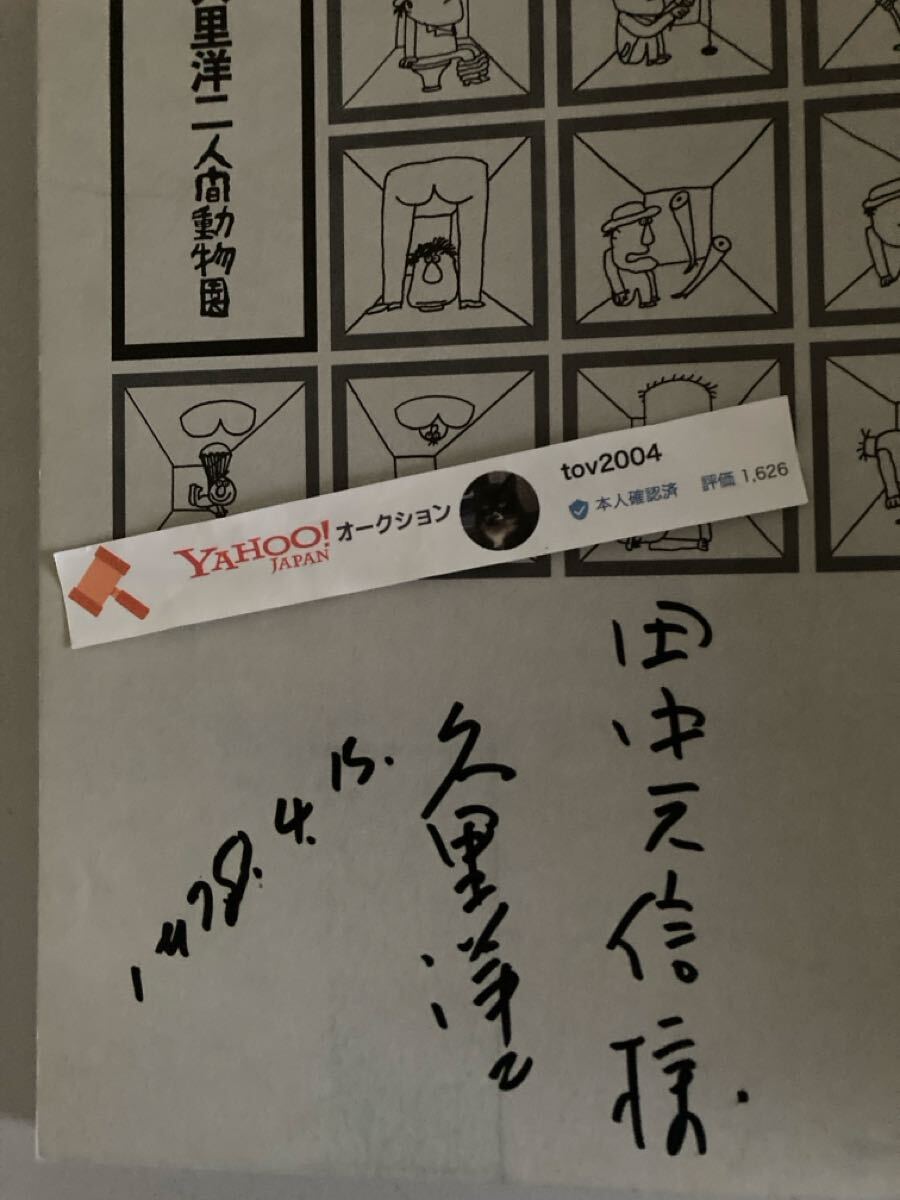 里洋二人間動物園
YAHOO!
JAPAN
オークション
tov2004
本人確認済 評価 1,626
田中元信様.
久里洋二
1978.4.15.